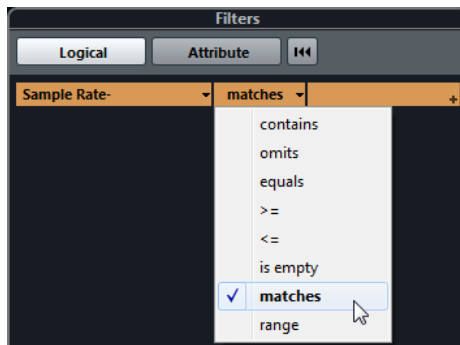 Filters
Logical Attribute
Sample Rate- matches +
contains
omits
equals
>=
<=
is empty
✓ matches
range